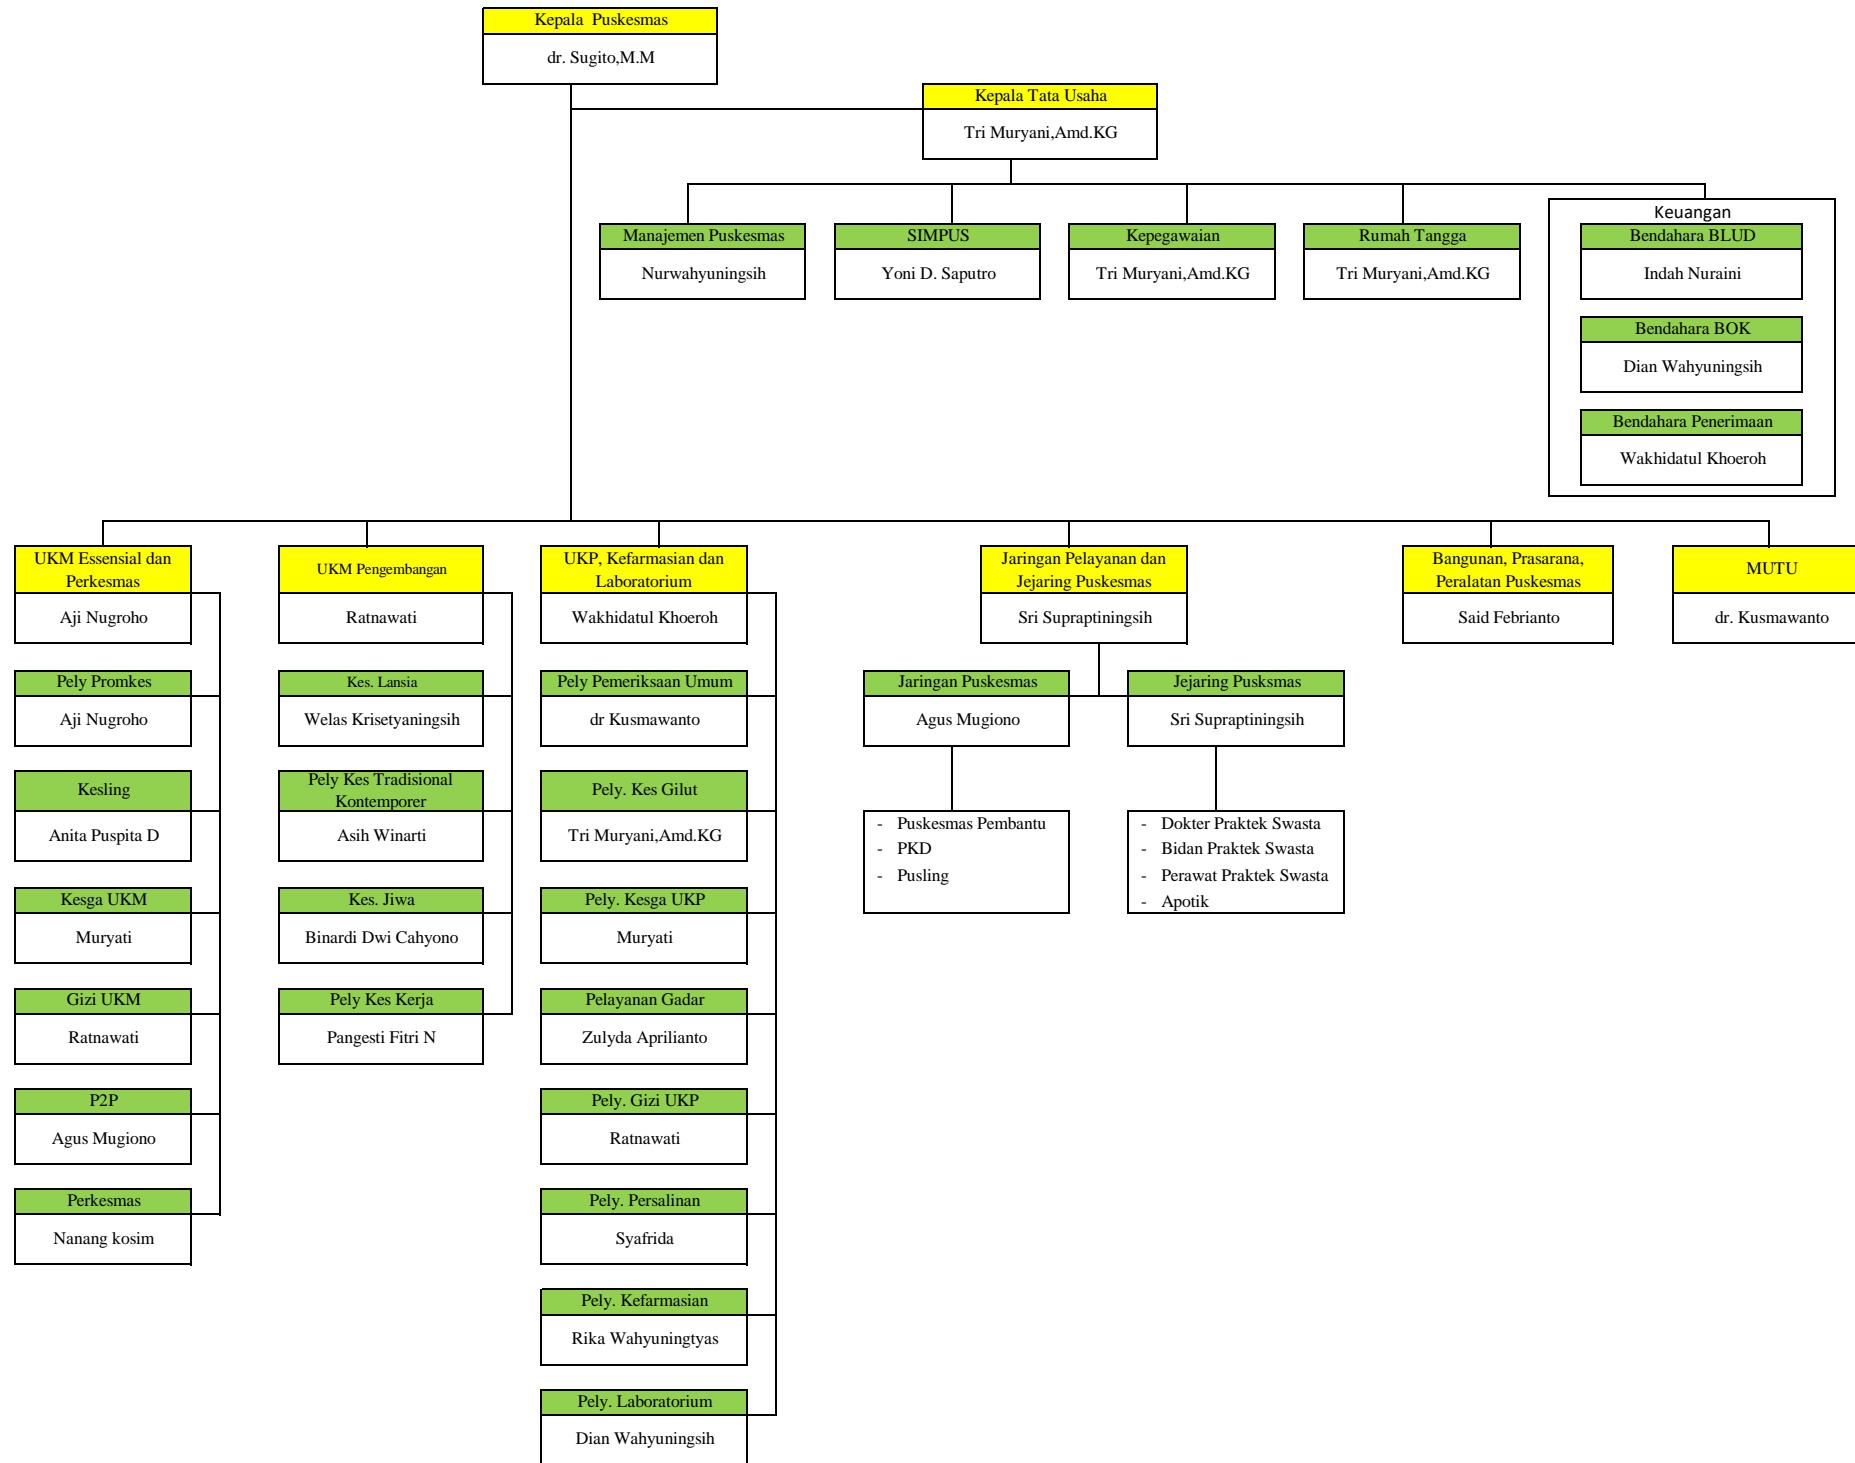 Kepala  Puskesmas
dr. Sugito,M.M
Kepala Tata Usaha
Tri Muryani,Amd.KG
Manajemen Puskesmas
Nurwahyuningsih
SIMPUS
Yoni D. Saputro
Kepegawaian
Tri Muryani,Amd.KG
Rumah Tangga
Tri Muryani,Amd.KG
Keuangan
Bendahara BLUD
Indah Nuraini
Bendahara BOK
Dian Wahyuningsih
Bendahara Penerimaan
Wakhidatul Khoeroh
UKM Essensial dan
Perkesmas
Aji Nugroho
Pely Promkes
Aji Nugroho
Kesling
Anita Puspita D
Kesga UKM
Muryati
Gizi UKM
Ratnawati
P2P
Agus Mugiono
Perkesmas
Nanang kosim
UKM Pengembangan
Ratnawati
Kes. Lansia
Welas Krisetyaningsih
Pely Kes Tradisional
Kontemporer
Asih Winarti
Kes. Jiwa
Binardi Dwi Cahyono
Pely Kes Kerja
Pangesti Fitri N
UKP, Kefarmasian dan
Laboratorium
Wakhidatul Khoeroh
Pely Pemeriksaan Umum
dr Kusmawanto
Pely. Kes Gilut
Tri Muryani,Amd.KG
Pely. Kesga UKP
Muryati
Pelayanan Gadar
Zulyda Aprilianto
Pely. Gizi UKP
Ratnawati
Pely. Persalinan
Syafrida
Pely. Kefarmasian
Rika Wahyuningtyas
Pely. Laboratorium
Dian Wahyuningsih
Jaringan Pelayanan dan
Jejaring Puskesmas
Sri Supraptiningsih
Jaringan Puskesmas
Agus Mugiono
- Puskesmas Pembantu
- PKD
- Pusling
Jejaring Pusksmas
Sri Supraptiningsih
- Dokter Praktek Swasta
- Bidan Praktek Swasta
- Perawat Praktek Swasta
- Apotik
Bangunan, Prasarana,
Peralatan Puskesmas
Said Febrianto
MUTU
dr. Kusmawanto